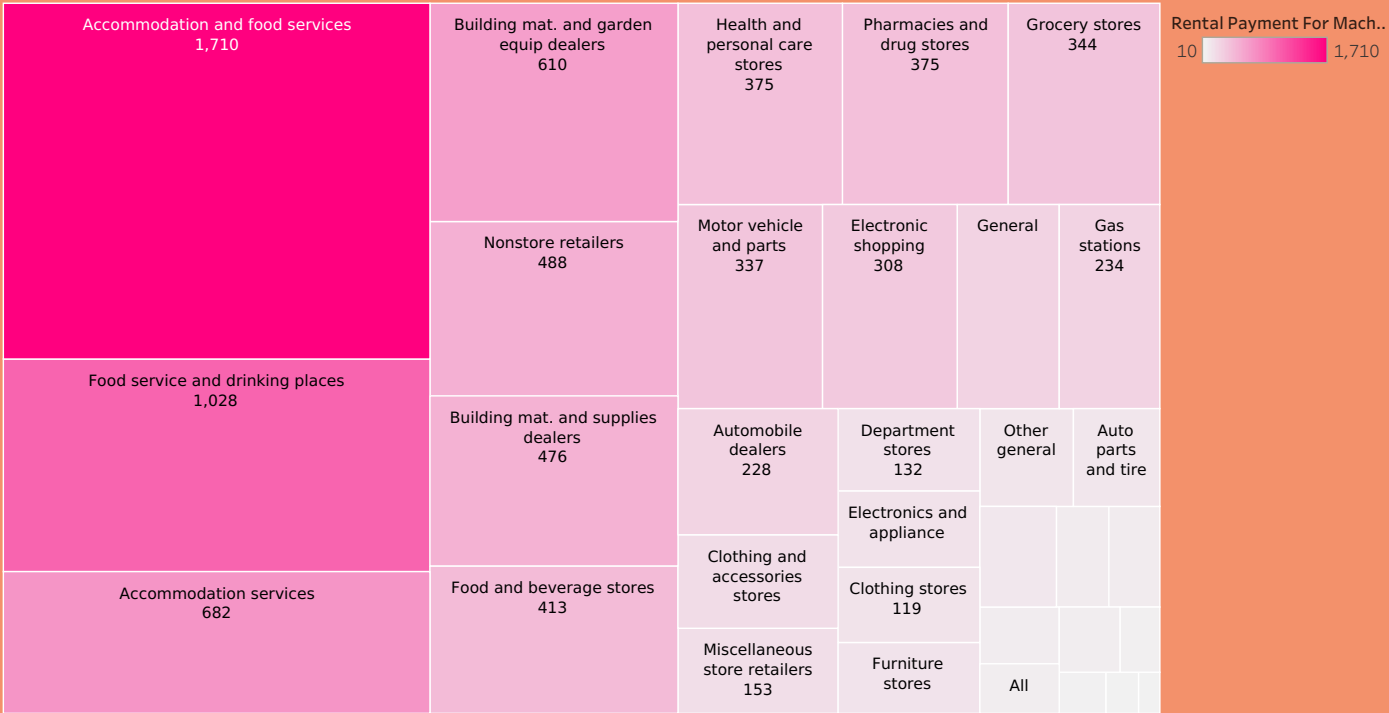 Accommodation and food services
1,710
Food service and drinking places
1,028
Accommodation services
682
Building mat. and garden
equip dealers
610
Nonstore retailers
488
Building mat. and supplies
dealers
476
Food and beverage stores
413
Health and
personal care
stores
375
Pharmacies and
drug stores
375
Grocery stores
344
Motor vehicle
and parts
337
Electronic
shopping
308
General
Gas
stations
234
Automobile
dealers
228
Clothing and
accessories
stores
Miscellaneous
store retailers
153
Department
stores
132
Electronics and
appliance
Clothing stores
119
Furniture
stores
Other
general
Auto
parts
and tire
All
Rental Payment For Mach..
10 1,710